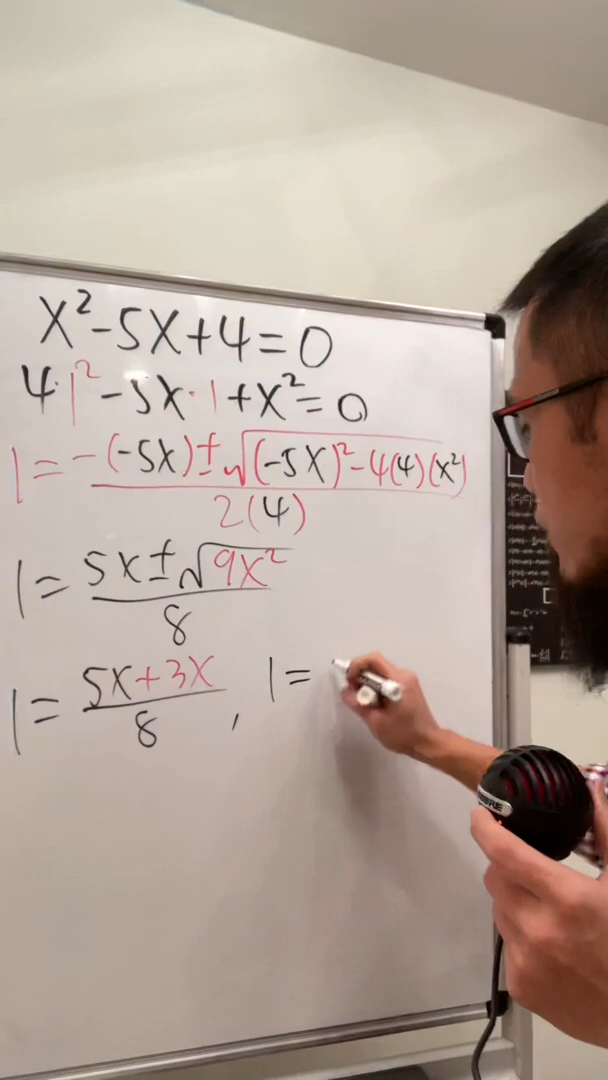 x²-5x+4=0
4·1²-5x·1+x²=0
1=(-(-5x)±√((-5x)²-4(4)(x²)))/(2(4))
1=(5x±√(9x²))/8
1=(5x+3x)/8, 1=